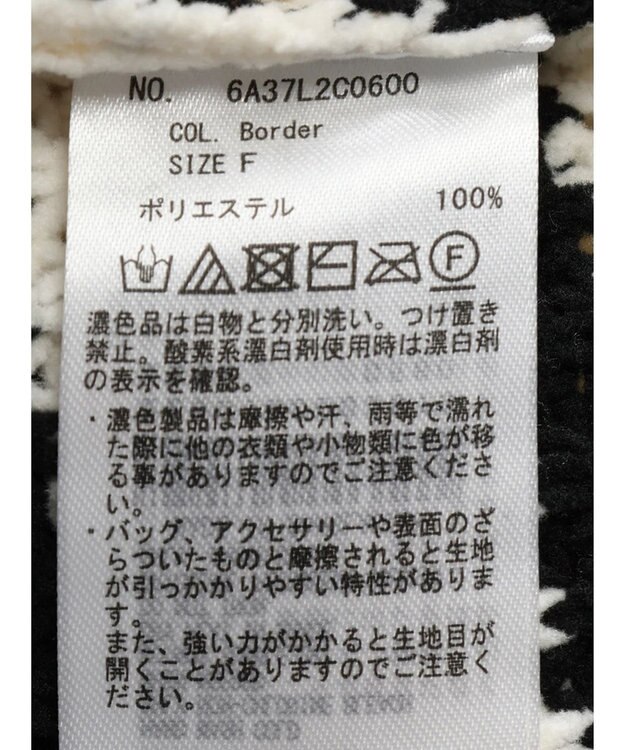 NO. 6A37L2C0600
COL. Border
SIZE F
ポリエステル 100%
F
濃色品は白物と分別洗い。つけ置き
禁止。酸素系漂白剤使用時は漂白剤
の表示を確認。
・濃色製品は摩擦や汗、雨等で濡れ
た際に他の衣類や小物類に色が移
る事がありますのでご注意くださ
い。
・バッグ、アクセサリーや表面のざ
らついたものと摩擦されると生地
が引っかかりやすい特性がありま
す。
また、強い力がかかると生地目が
開くことがありますのでご注意く
ださい。